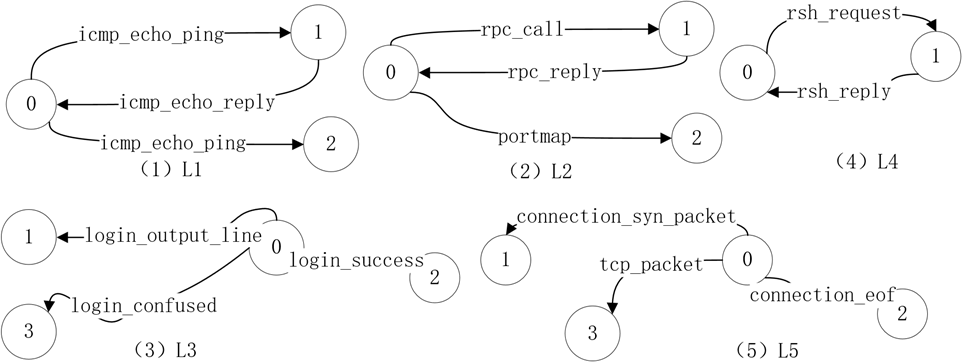 icmp_echo_ping
1
0
icmp_echo_reply
icmp_echo_ping
2
(1) L1
rpc_call
1
0
rpc_reply
portmap
2
(2) L2
rsh_request
0
1
rsh_reply
(4) L4
1
login_output_line
0
login_success
2
login_confused
3
(3) L3
connection_syn_packet
1
0
tcp_packet
connection_eof
2
3
(5) L5